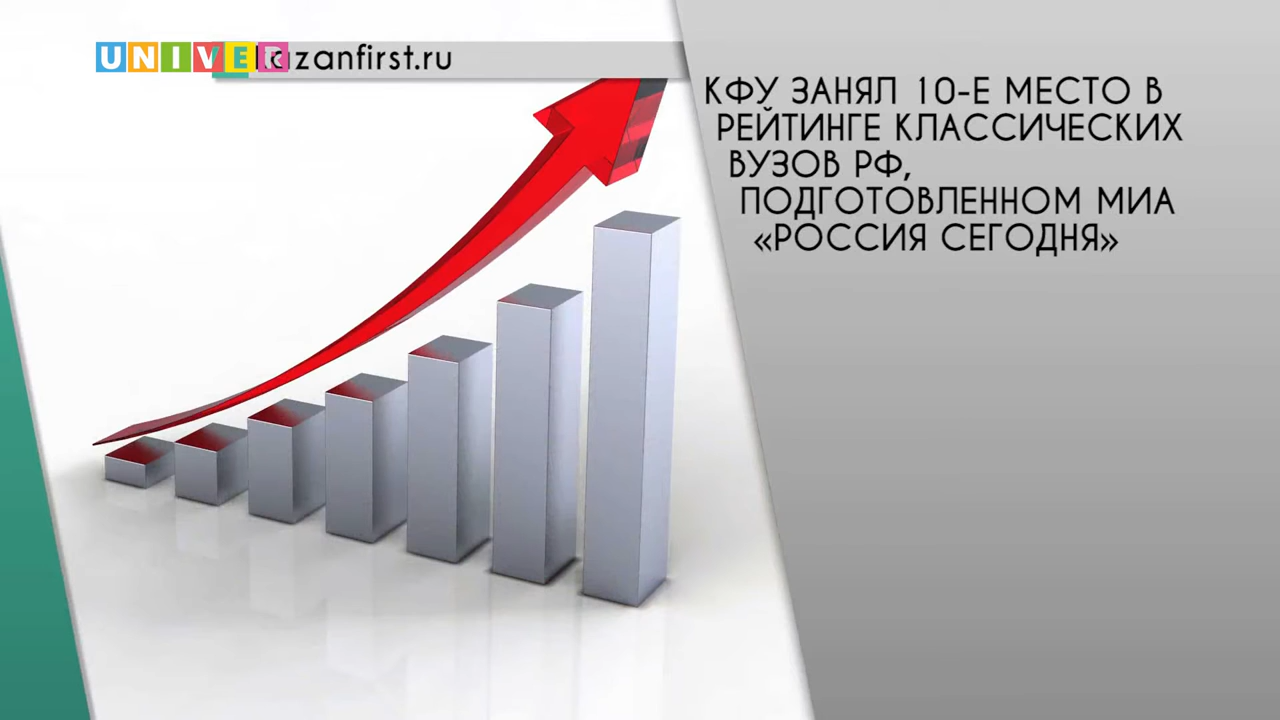 UNIVER kazanfirst.ru
КФУ ЗАНЯЛ 10-Е МЕСТО В
РЕЙТИНГЕ КЛАССИЧЕСКИХ
ВУЗОВ РФ,
ПОДГОТОВЛЕННОМ МИА
«РОССИЯ СЕГОДНЯ»